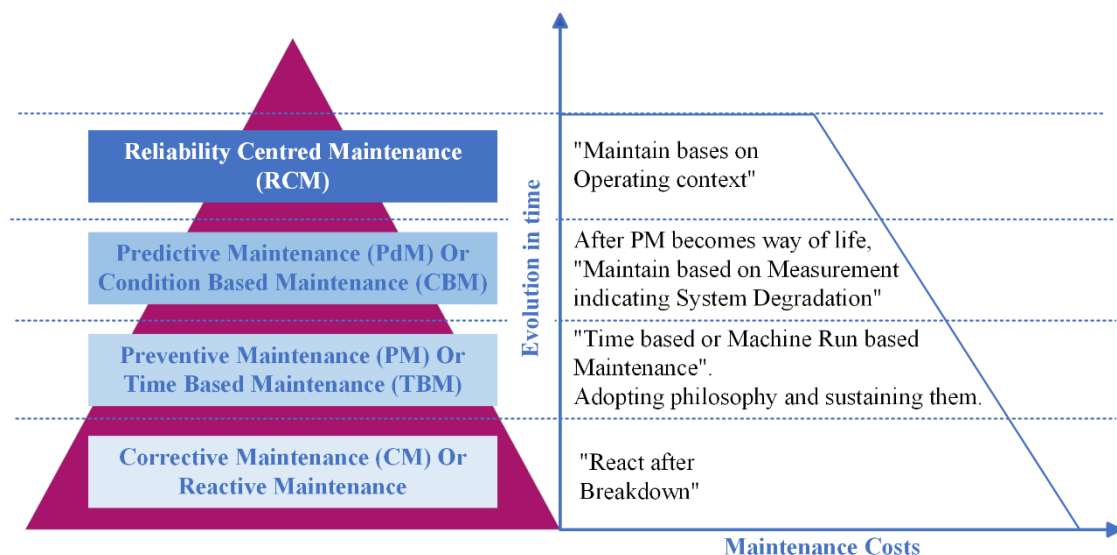 Reliability Centred Maintenance
(RCM)
Predictive Maintenance (PdM) Or
Condition Based Maintenance (CBM)
Preventive Maintenance (PM) Or
Time Based Maintenance (TBM)
Corrective Maintenance (CM) Or
Reactive Maintenance
Evolution in time
"Maintain bases on
Operating context"
After PM becomes way of life,
"Maintain based on Measurement
indicating System Degradation"
"Time based or Machine Run based
Maintenance".
Adopting philosophy and sustaining them.
"React after
Breakdown"
Maintenance Costs